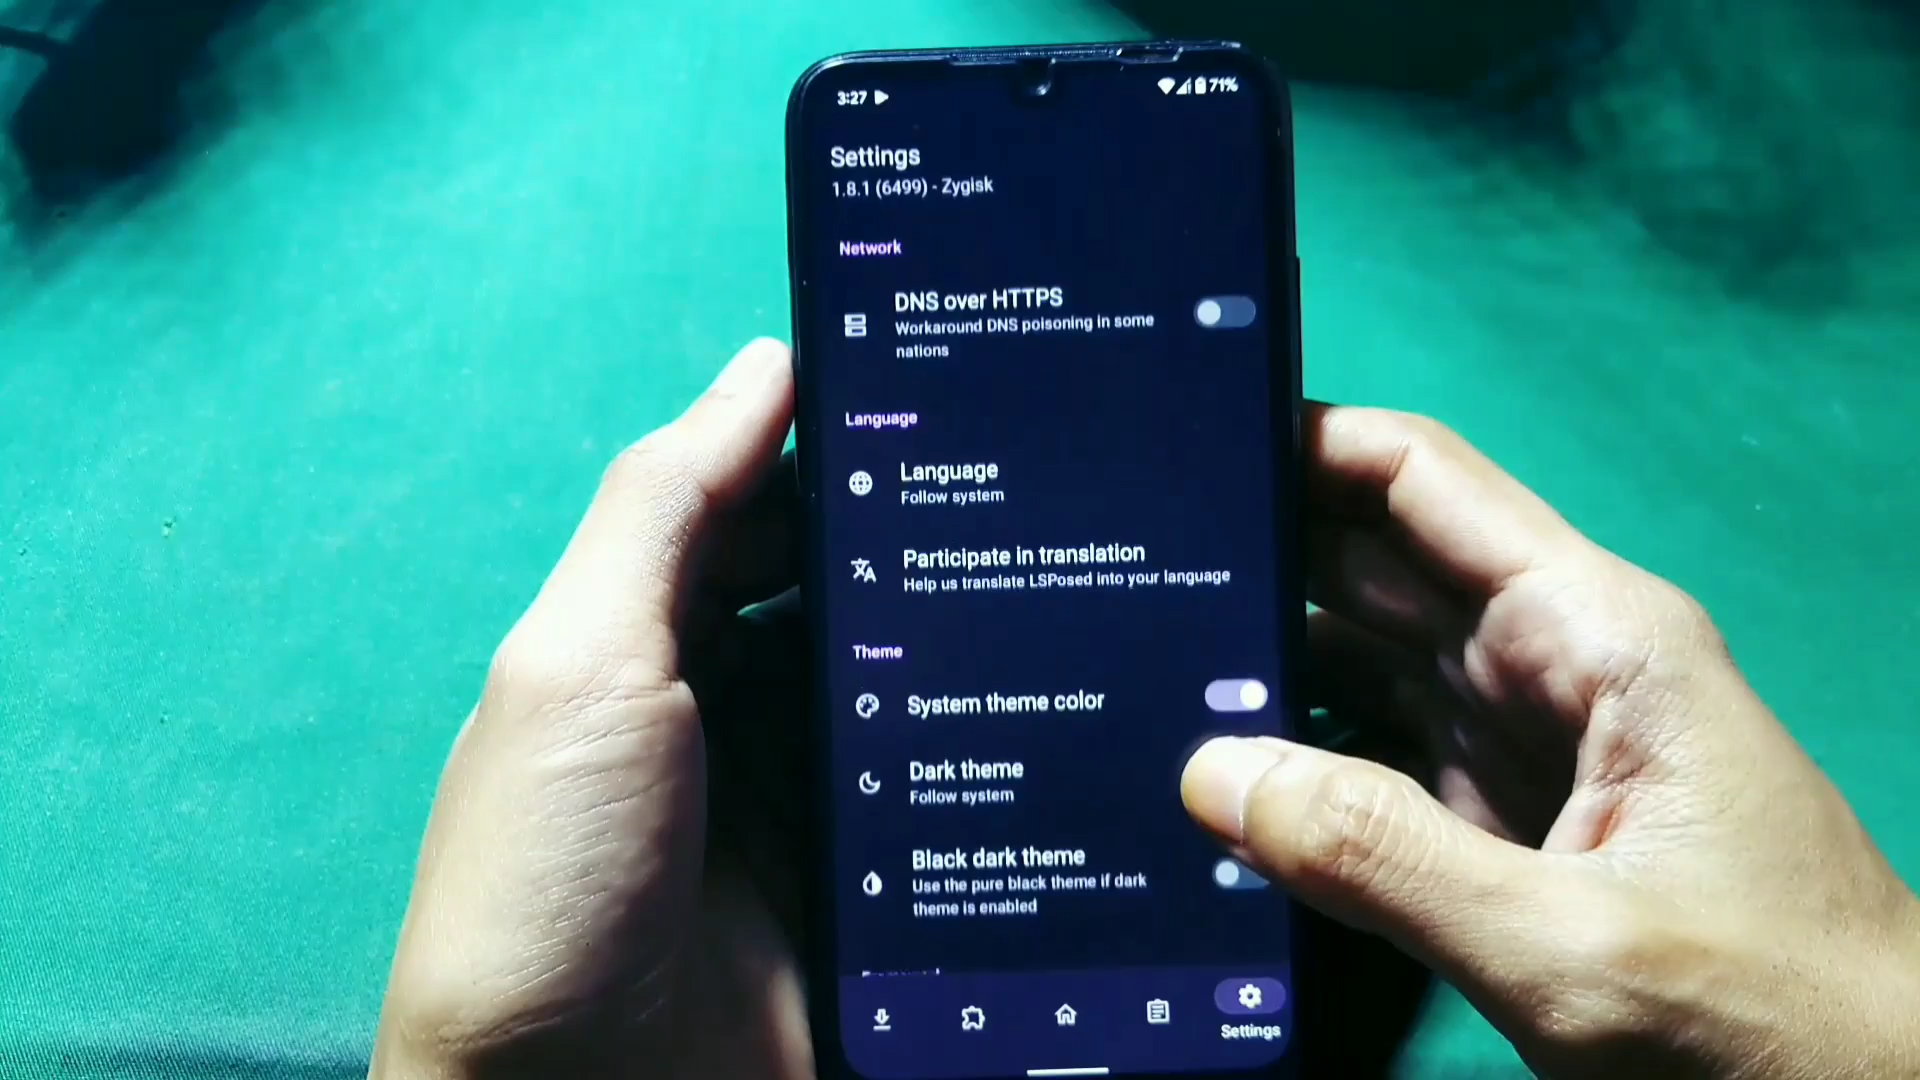 3:27
71%
Settings
1.8.1 (6499) - Zygisk
Network
DNS over HTTPS
Workaround DNS poisoning in some
nations
Language
Language
Follow system
Participate in translation
Help us translate LSPosed into your language
Theme
System theme color
Dark theme
Follow system
Black dark theme
Use the pure black theme if dark
theme is enabled
Settings